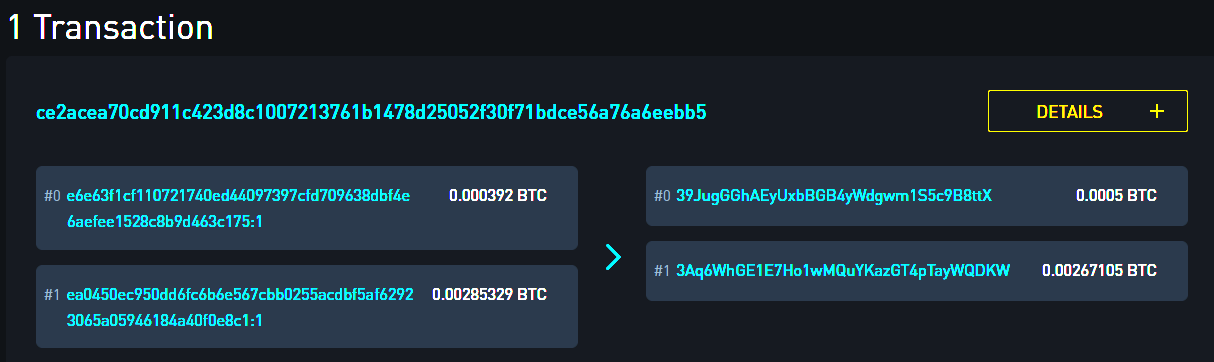 1 Transaction
ce2acea70cd911c423d8c1007213761b1478d25052f30f71bdce56a76a6eebb5
DETAILS +
#0 e6e63f1cf110721740ed44097397cfd709638dbf4e 0.000392 BTC
6aefee1528c8b9d463c175:1
#1 ea0450ec950dd6fc6b6e567cbb0255acdbf5af6292 0.00285329 BTC
3065a05946184a40f0e8c1:1
#0 39JugGGhAEyUxbBGB4yWdgwm1S5c9B8ttX 0.0005 BTC
#1 3Aq6WhGE1E7Ho1wMQuYKazGT4pTayWQDKW 0.00267105 BTC